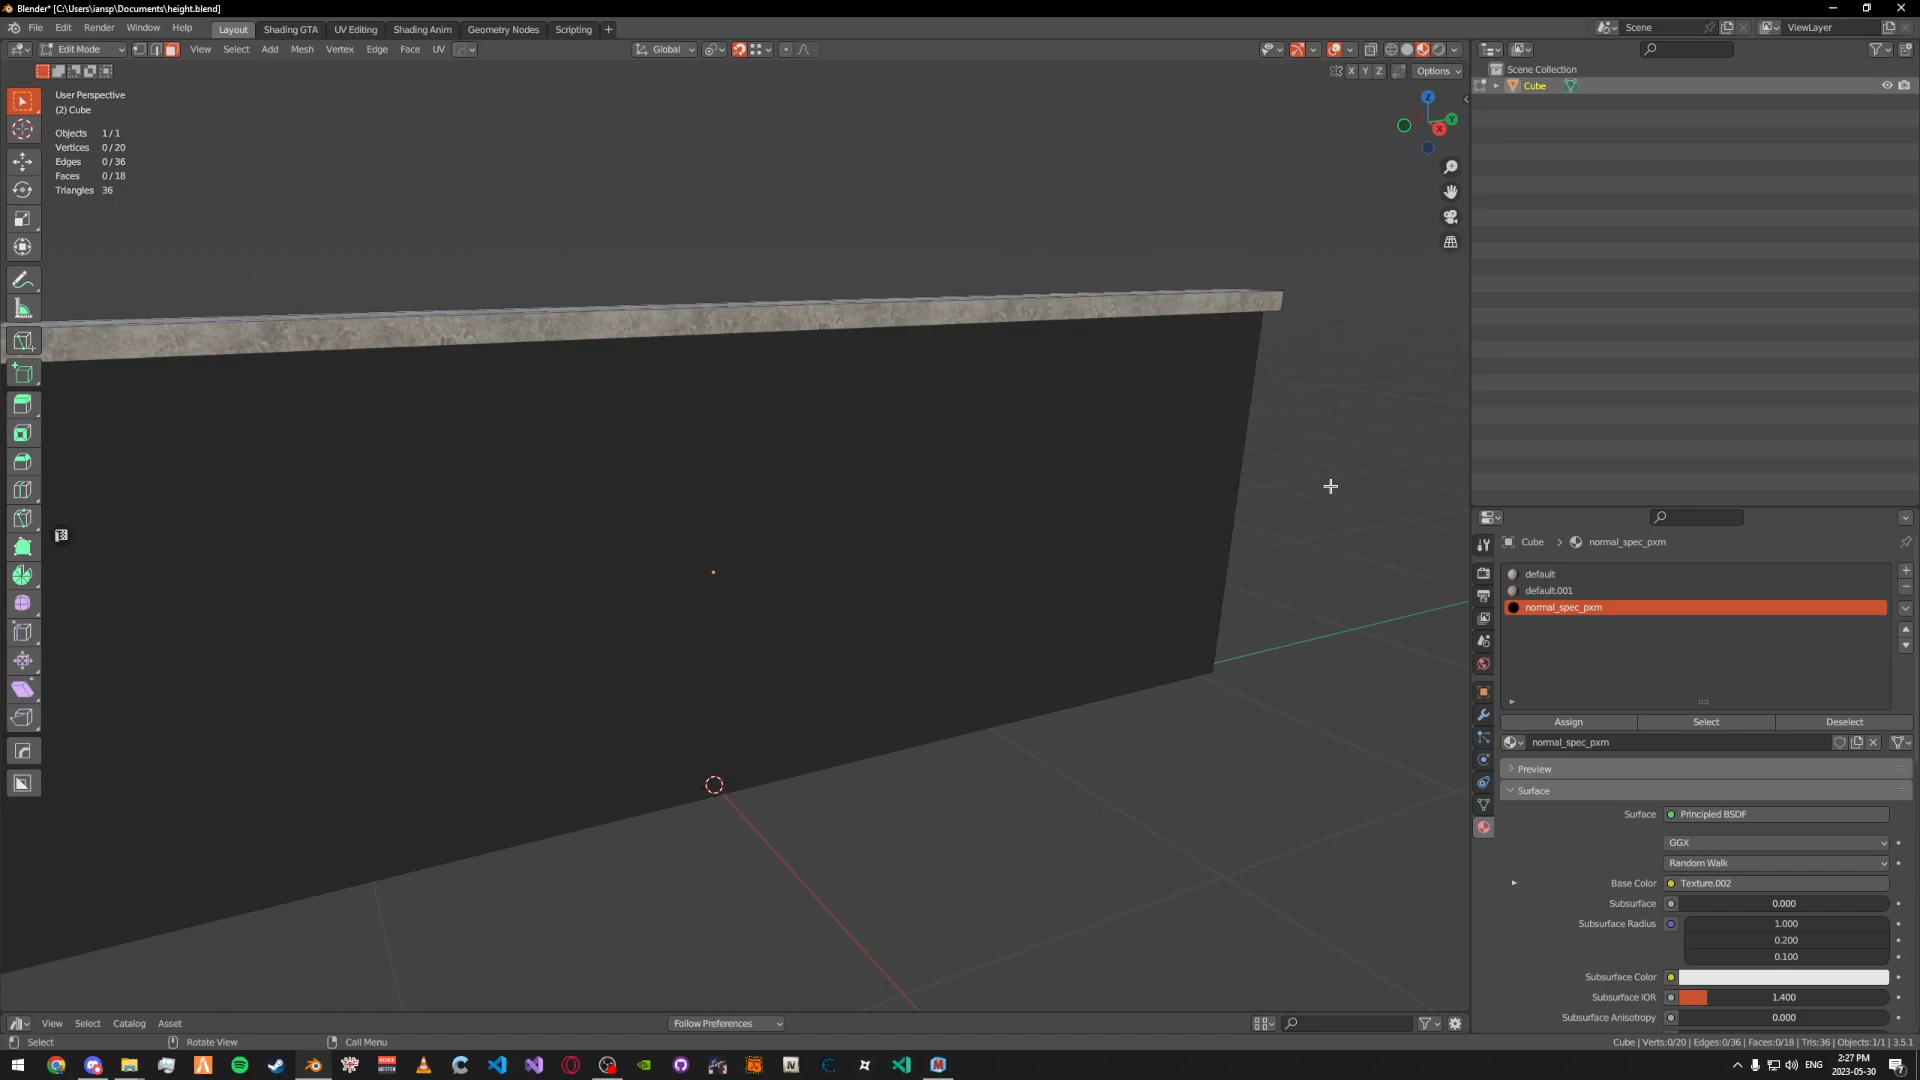 Blender* [C:\Users\iansp\Documents\height.blend]
File Edit Render Window Help
Layout Shading GTA UV Editing Shading Anim Geometry Nodes Scripting +
Scene ViewLayer
Edit Mode View Select Add Mesh Vertex Edge Face UV
Global
X Y Z Options
User Perspective
(2) Cube
Objects 1/1
Vertices 0/20
Edges 0/36
Faces 0/18
Triangles 36
Z
Y
X
Scene Collection
Cube
Cube > normal_spec_pxm
default
default.001
normal_spec_pxm
Assign Select Deselect
normal_spec_pxm
Preview
Surface
Surface Principled BSDF
GGX
Random Walk
Base Color Texture.002
Subsurface 0.000
Subsurface Radius 1.000
0.200
0.100
Subsurface Color
Subsurface IOR 1.400
Subsurface Anisotropy 0.000
View Select Catalog Asset Follow Preferences
Select Rotate View Call Menu
Cube | Verts:0/20 | Edges:0/36 | Faces:0/18 | Tris:36 | Objects:1/1 | 3.5.1
ENG
2:27 PM
2023-05-30